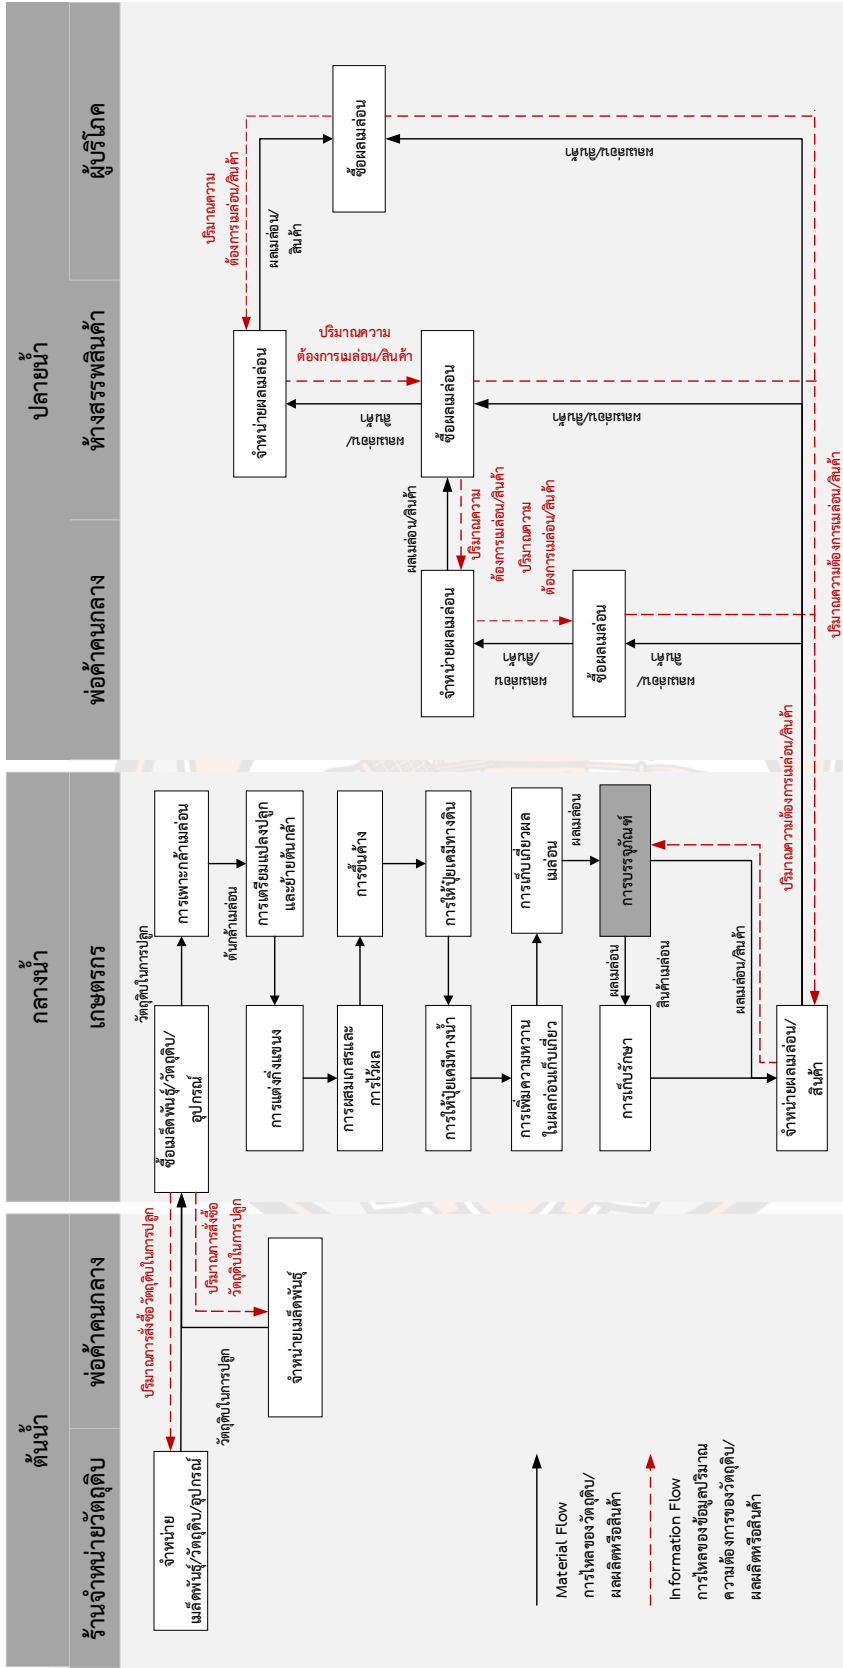 ต้นน้ำ
กลางน้ำ
ปลายน้ำ
ร้านจำหน่ายวัตถุดิบ
พ่อค้าคนกลาง
เกษตรกร
พ่อค้าคนกลาง
ห้างสรรพสินค้า
ผู้บริโภค
จำหน่าย
เมล็ดพันธุ์/วัตถุดิบ/อุปกรณ์
ปริมาณการสั่งซื้อวัตถุดิบในการปลูก
วัตถุดิบในการปลูก
จำหน่ายเมล็ดพันธุ์
ปริมาณการสั่งซื้อ
วัตถุดิบในการปลูก
ซื้อเมล็ดพันธุ์/วัตถุดิบ/
อุปกรณ์
วัตถุดิบในการปลูก
การเพาะกล้าเมล่อน
ต้นกล้าเมล่อน
การเตรียมแปลงปลูก
และย้ายต้นกล้า
การแต่งกิ่งแขนง
การผสมเกสรและ
การไว้ผล
การขึ้นค้าง
การให้ปุ๋ยเคมีทางดิน
การให้ปุ๋ยเคมีทางน้ำ
การเพิ่มความหวาน
ในผลก่อนเก็บเกี่ยว
การเก็บเกี่ยวผล
เมล่อน
ผลเมล่อน
การบรรจุภัณฑ์
ผลเมล่อน
สินค้าเมล่อน
การเก็บรักษา
ผลเมล่อน/สินค้า
จำหน่ายผลเมล่อน/
สินค้า
ปริมาณความต้องการเมล่อน/สินค้า
ปริมาณความต้องการเมล่อน/สินค้า
จำหน่ายผลเมล่อน
ผลเมล่อน
/สินค้า
ซื้อผลเมล่อน
ผลเมล่อน/
สินค้า
ผลเมล่อน/สินค้า
ปริมาณความ
ต้องการเมล่อน/สินค้า
ปริมาณความ
ต้องการเมล่อน/สินค้า
จำหน่ายผลเมล่อน
ปริมาณความ
ต้องการเมล่อน/สินค้า
ผลเมล่อน/
สินค้า
ซื้อผลเมล่อน
ผลเมล่อน/สินค้า
ปริมาณความ
ต้องการเมล่อน/สินค้า
ผลเมล่อน/
สินค้า
ซื้อผลเมล่อน
ผลเมล่อน/สินค้า
Material Flow
การไหลของวัตถุดิบ/
ผลผลิตหรือสินค้า
Information Flow
การไหลของข้อมูลปริมาณ
ความต้องการของวัตถุดิบ/
ผลผลิตหรือสินค้า